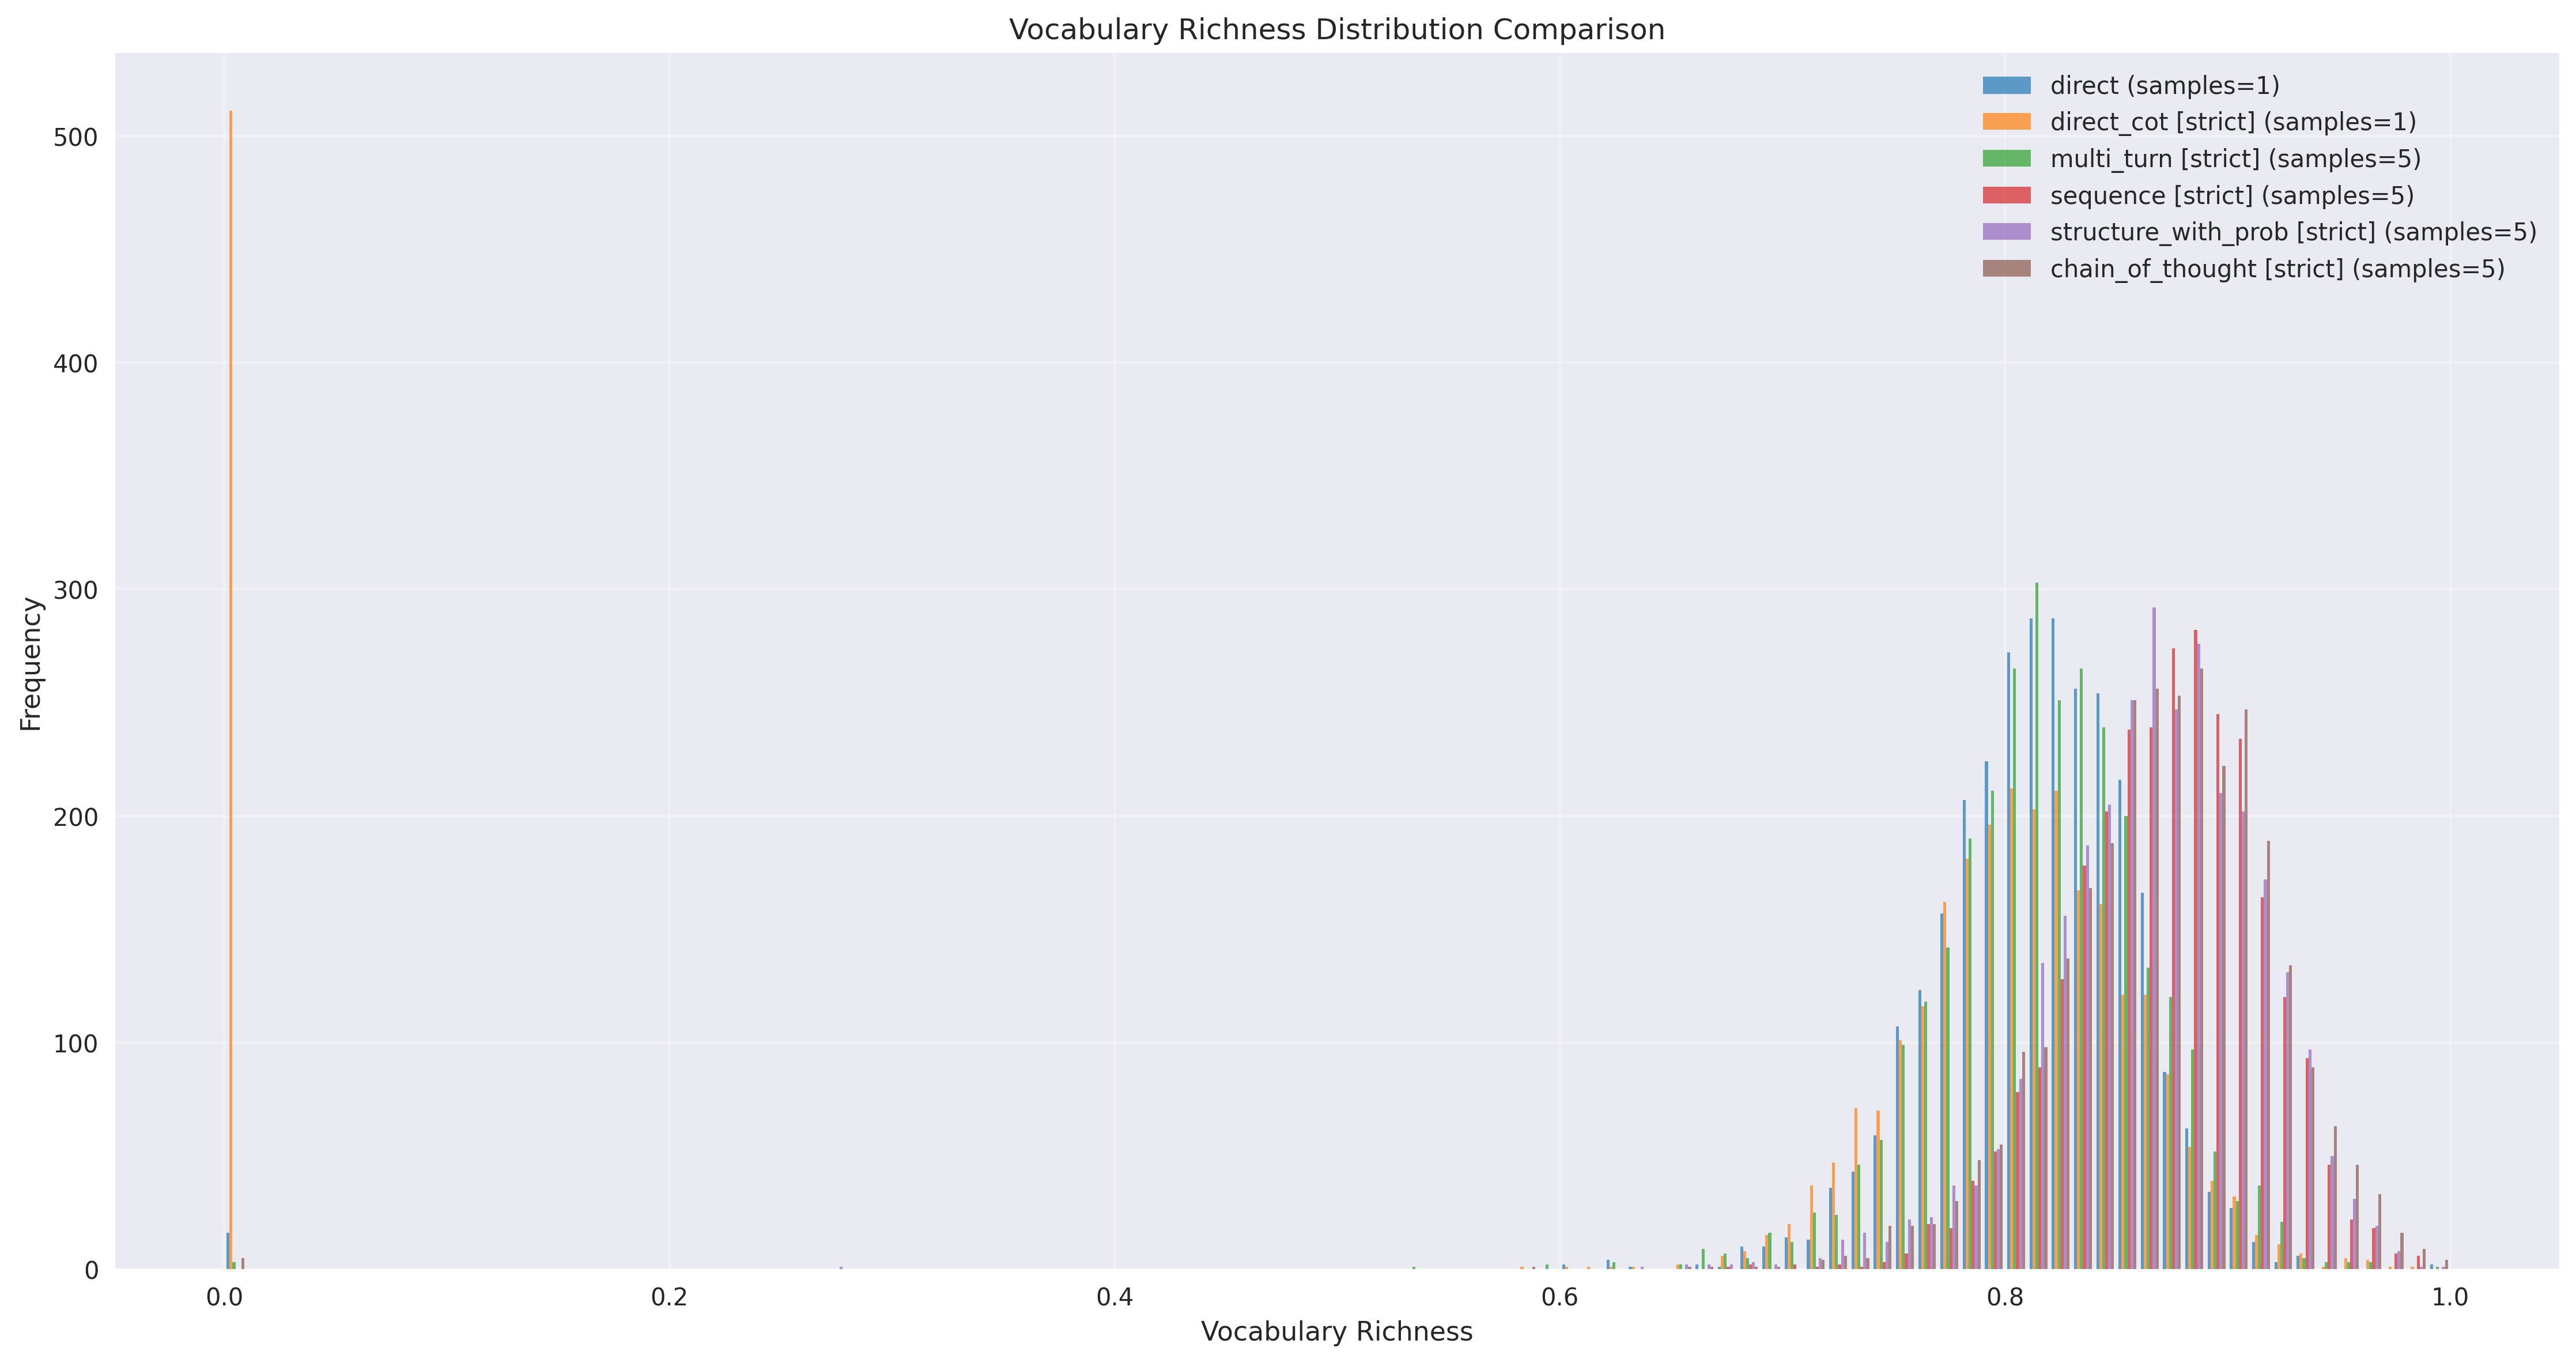 Vocabulary Richness Distribution Comparison
direct (samples=1)
direct_cot [strict] (samples=1)
multi_turn [strict] (samples=5)
sequence [strict] (samples=5)
structure_with_prob [strict] (samples=5)
chain_of_thought [strict] (samples=5)
Frequency
500
400
300
200
100
0
0.0 0.2 0.4 0.6 0.8 1.0
Vocabulary Richness